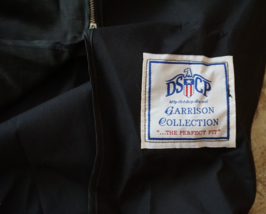 DSCP
GARRISON
COLLECTION
"...THE PERFECT FIT"